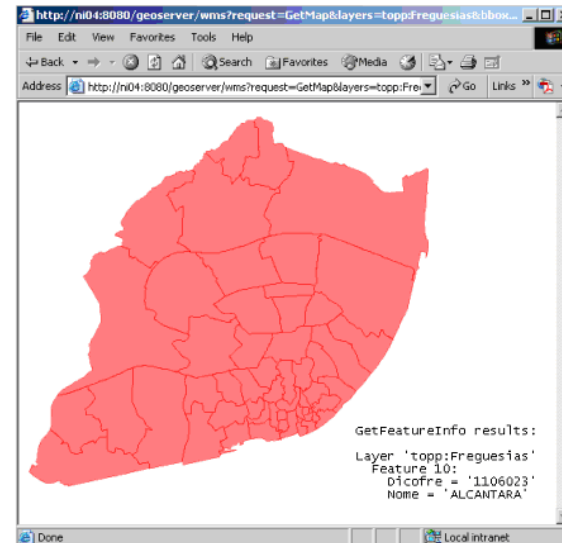 http://ni04:8080/geoserver/wms?request=GetMap&layers=topp:Freguesias&bbox...
File Edit View Favorites Tools Help
Back Search Favorites Media
Address http://ni04:8080/geoserver/wms?request=GetMap&layers=topp:Fre Go Links »
GetFeatureInfo results:
Layer 'topp:Freguesias'
Feature 10:
Dicofre = '1106023'
Nome = 'ALCANTARA'
Done Local intranet